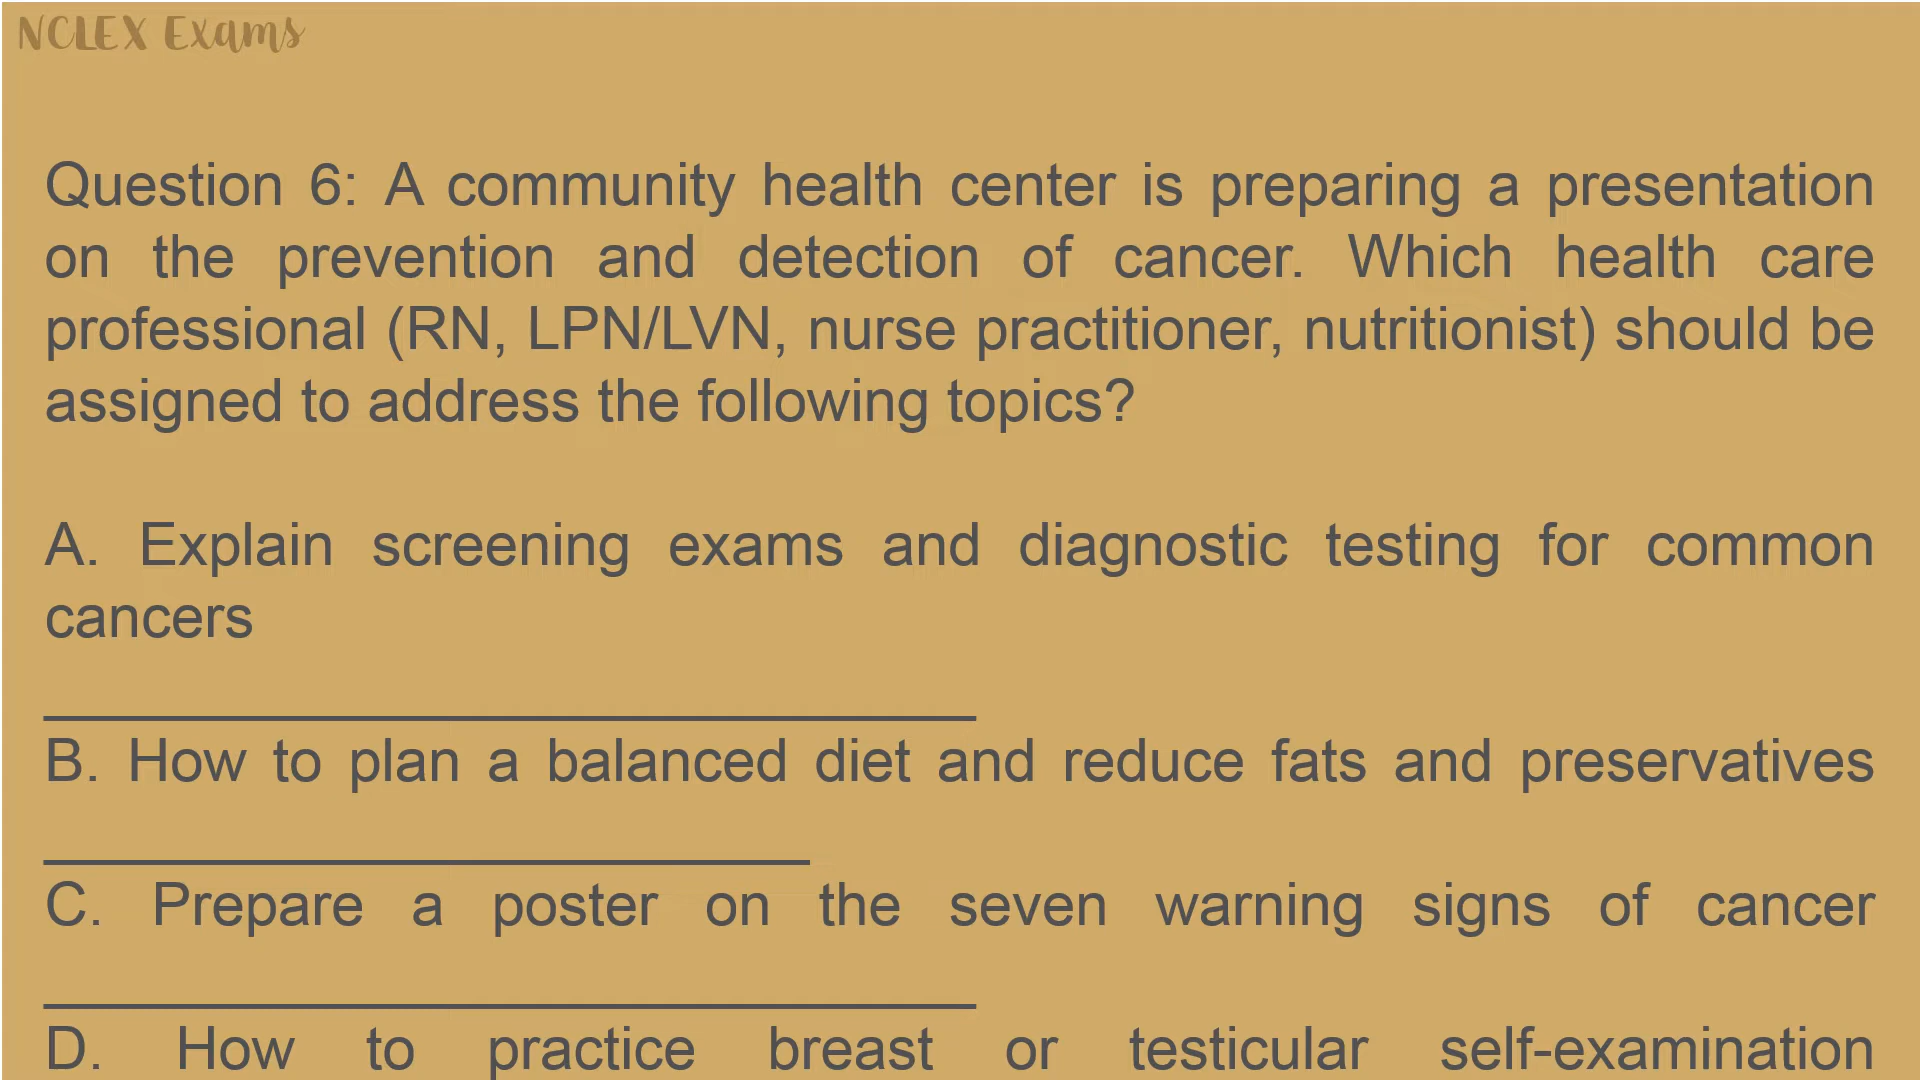 NCLEX Exams
Question 6: A community health center is preparing a presentation
on the prevention and detection of cancer. Which health care
professional (RN, LPN/LVN, nurse practitioner, nutritionist) should be
assigned to address the following topics?
A. Explain screening exams and diagnostic testing for common
cancers
B. How to plan a balanced diet and reduce fats and preservatives
C. Prepare a poster on the seven warning signs of cancer
D. How to practice breast or testicular self-examination